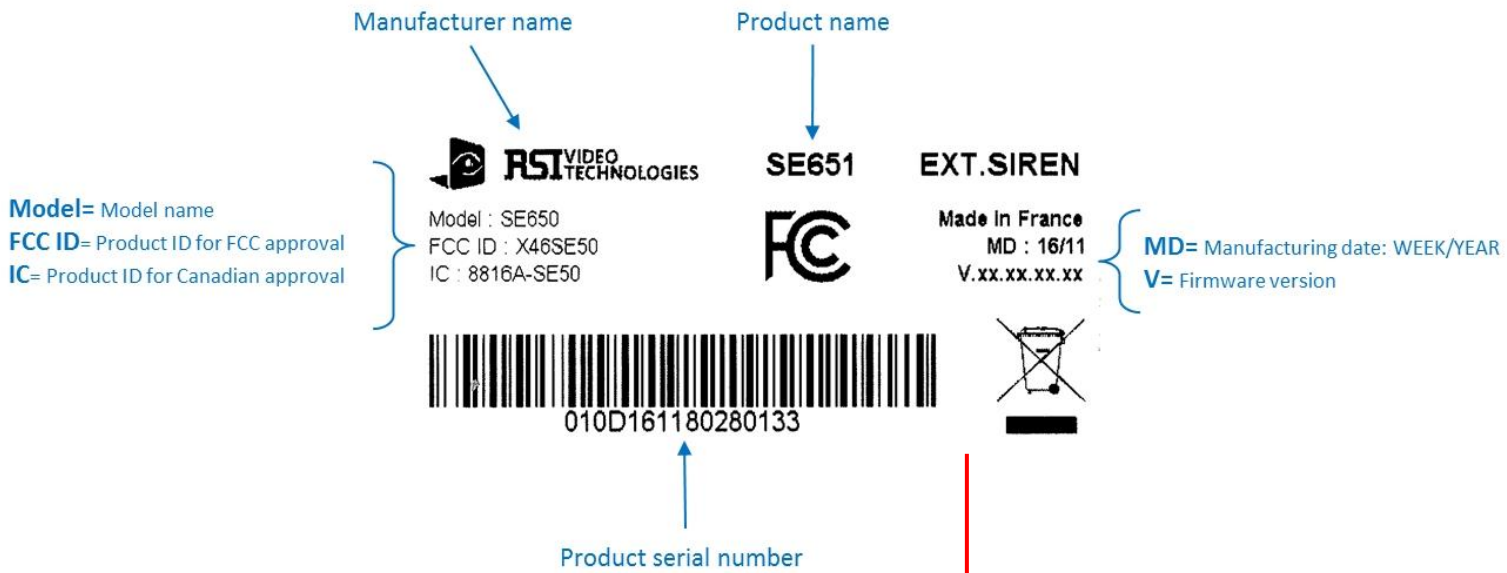 Manufacturer name
Product name
RSI VIDEO TECHNOLOGIES
SE651
EXT.SIREN
Model= Model name
FCC ID= Product ID for FCC approval
IC= Product ID for Canadian approval
Model : SE650
FCC ID : X46SE50
IC : 8816A-SE50
FC
Made In France
MD : 16/11
V.xx.xx.xx.xx
MD= Manufacturing date: WEEK/YEAR
V= Firmware version
010D161180280133
Product serial number